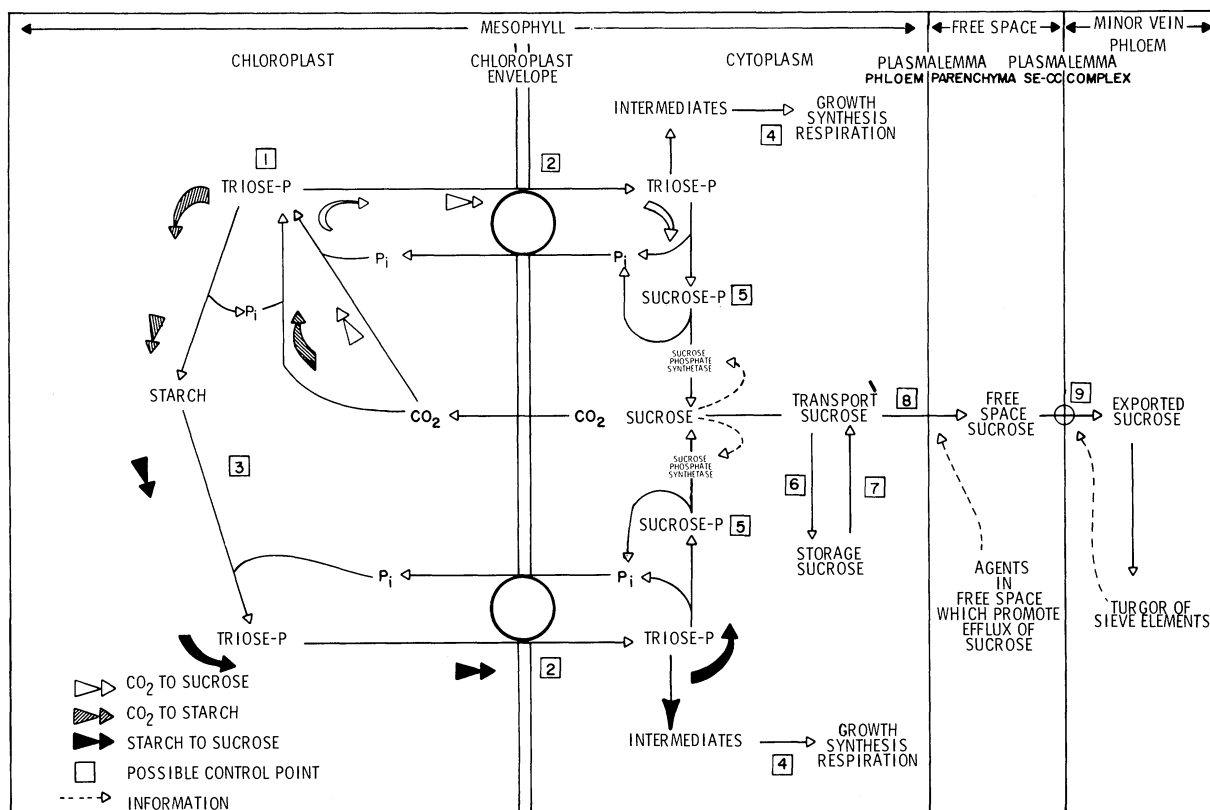 MESOPHYLL
FREE SPACE
MINOR VEIN
PHLOEM
CHLOROPLAST
CHLOROPLAST
ENVELOPE
CYTOPLASM
PLASMALEMMA
PLASMALEMMA
PHLOEM PARENCHYMA
SE-CC COMPLEX
INTERMEDIATES
GROWTH
SYNTHESIS
RESPIRATION
4
1
2
TRIOSE-P
TRIOSE-P
Pi
Pi
SUCROSE-P
5
Pi
SUCROSE
PHOSPHATE
SYNTHETASE
STARCH
CO2
CO2
SUCROSE
TRANSPORT
SUCROSE
8
FREE
SPACE
SUCROSE
9
EXPORTED
SUCROSE
3
SUCROSE
PHOSPHATE
SYNTHETASE
6
7
SUCROSE-P
5
STORAGE
SUCROSE
Pi
Pi
AGENTS
IN
FREE SPACE
WHICH PROMOTE
EFFLUX OF
SUCROSE
TURGOR OF
SIEVE ELEMENTS
TRIOSE-P
TRIOSE-P
2
CO2 TO SUCROSE
CO2 TO STARCH
STARCH TO SUCROSE
POSSIBLE CONTROL POINT
INFORMATION
INTERMEDIATES
4
GROWTH
SYNTHESIS
RESPIRATION